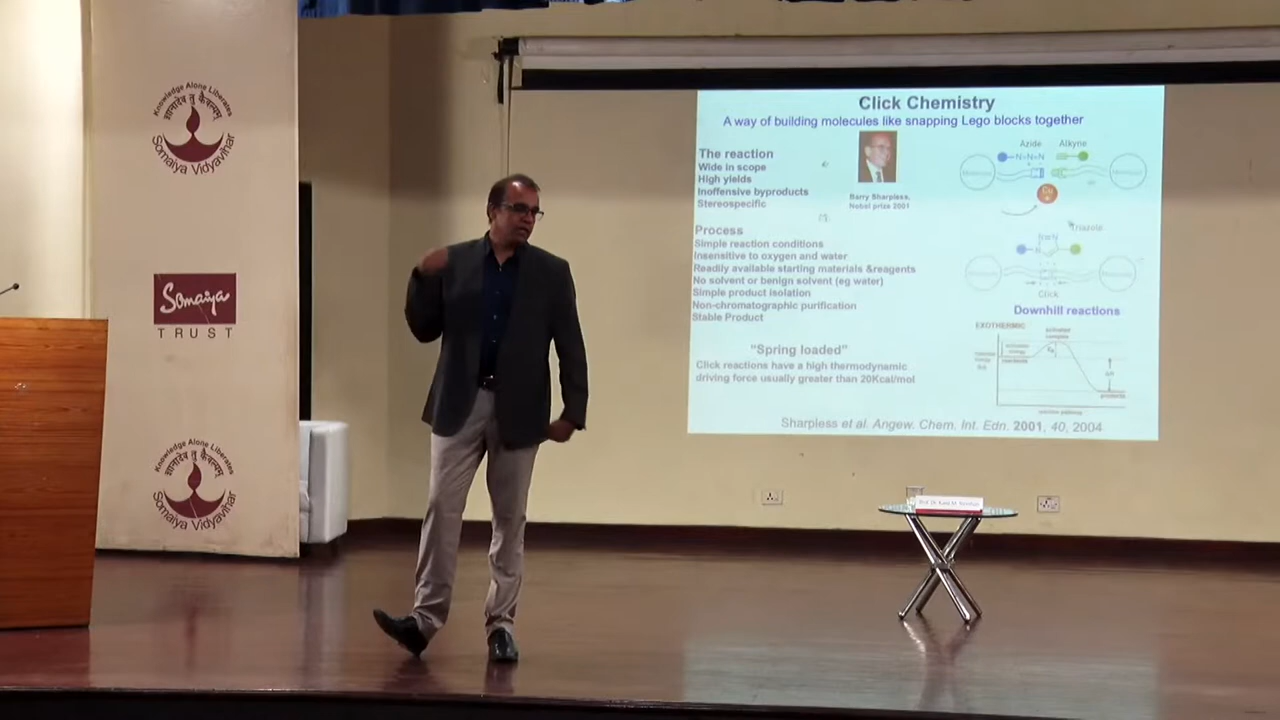 Knowledge Alone Liberates
ज्ञानादेव तु कैवल्यम्
Somaiya Vidyavihar
Somaiya
TRUST
Knowledge Alone Liberates
ज्ञानादेव तु कैवल्यम्
Somaiya Vidyavihar
Click Chemistry
A way of building molecules like snapping Lego blocks together
The reaction
Wide in scope
High yields
Inoffensive byproducts
Stereospecific
Barry Sharpless,
Nobel prize 2001
Process
Simple reaction conditions
Insensitive to oxygen and water
Readily available starting materials &reagents
No solvent or benign solvent (eg water)
Simple product isolation
Non-chromatographic purification
Stable Product
"Spring loaded"
Click reactions have a high thermodynamic
driving force usually greater than 20Kcal/mol
Azide Alkyne
N=N=N
Cu
Triazole
Click
Downhill reactions
EXOTHERMIC
activated
complex
reactants
products
reaction pathway
Sharpless et al. Angew. Chem. Int. Edn. 2001, 40, 2004